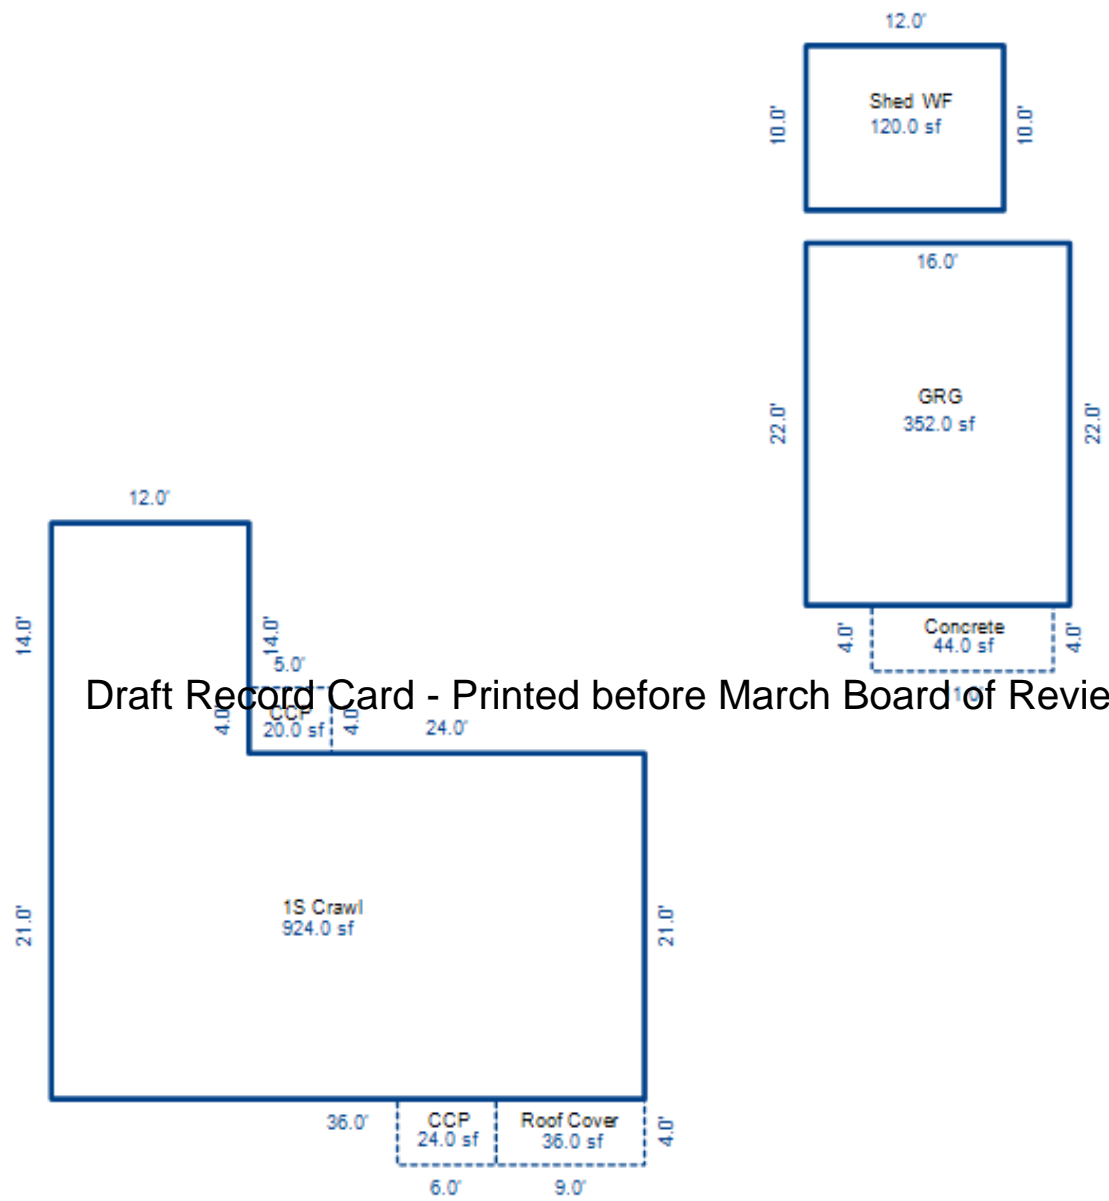 12.0'
Shed WF
120.0 sf
10.0'
10.0'
16.0'
GRG
352.0 sf
22.0'
22.0'
12.0'
14.0'
14.0'
4.0'
Concrete
44.0 sf
4.0'
5.0'
Draft Record Card - Printed before March Board of Revie
4.0'
CCP
20.0 sf
4.0'
24.0'
1S Crawl
924.0 sf
21.0'
21.0'
36.0'
CCP
24.0 sf
Roof Cover
36.0 sf
4.0'
6.0'
9.0'